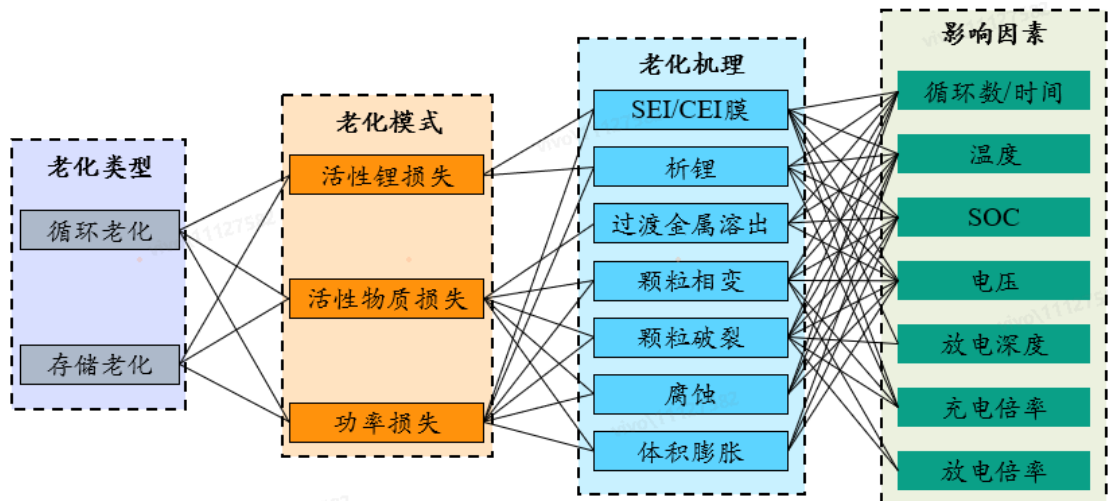 老化类型
循环老化
存储老化
老化模式
活性锂损失
活性物质损失
功率损失
老化机理
SEI/CEI膜
析锂
过渡金属溶出
颗粒相变
颗粒破裂
腐蚀
体积膨胀
影响因素
循环数/时间
温度
SOC
电压
放电深度
充电倍率
放电倍率